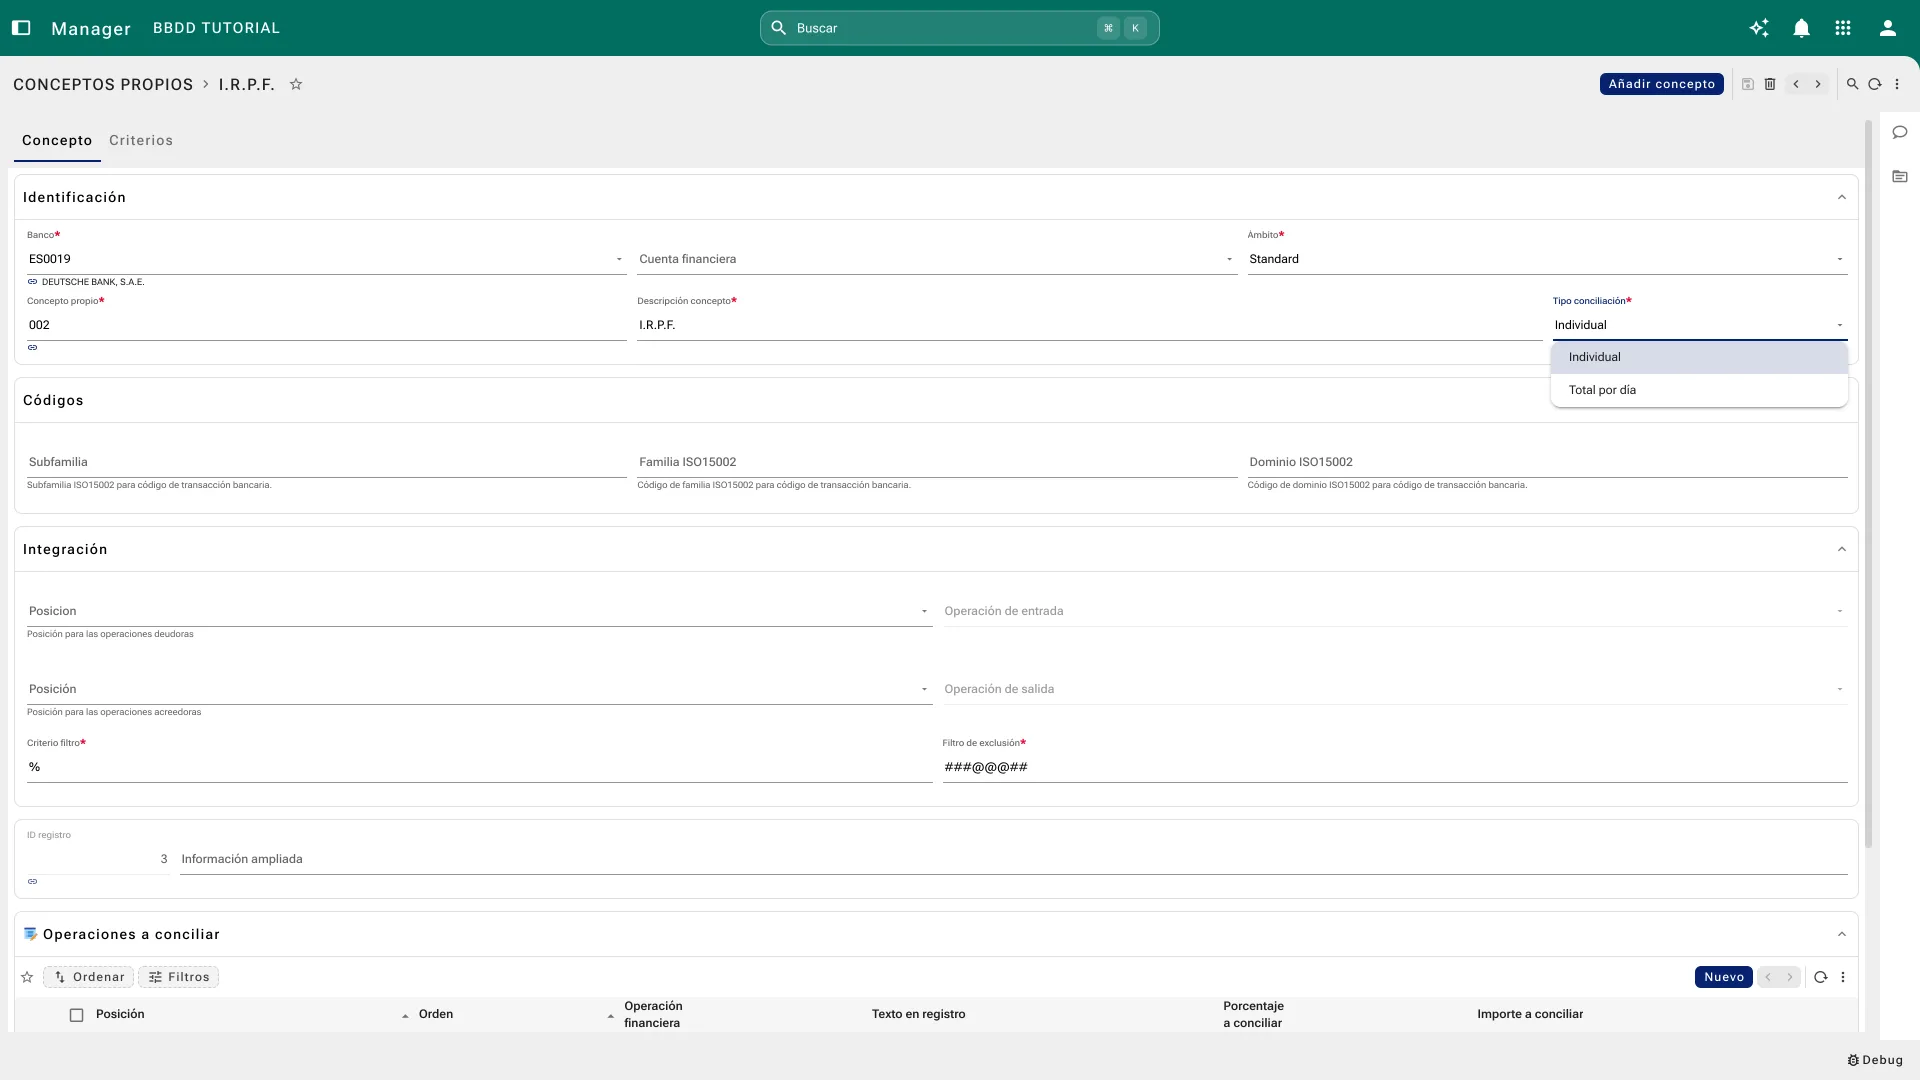 Manager BBDD TUTORIAL Buscar ⌘ K
CONCEPTOS PROPIOS › I.R.P.F. Añadir concepto
Concepto Criterios
Identificación
Banco* Ámbito*
ES0019 Cuenta financiera Standard
DEUTSCHE BANK, S.A.E.
Concepto propio* Descripción concepto* Tipo conciliación*
002 I.R.P.F. Individual
Individual
Total por día
Códigos
Subfamilia Familia ISO15002 Dominio ISO15002
Subfamilia ISO15002 para código de transacción bancaria. Código de familia ISO15002 para código de transacción bancaria. Código de dominio ISO15002 para código de transacción bancaria.
Integración
Posicion Operación de entrada
Posición para las operaciones deudoras
Posición Operación de salida
Posición para las operaciones acreedoras
Criterio filtro* Filtro de exclusión*
% ###@@@##
ID registro
3 Información ampliada
Operaciones a conciliar
Ordenar Filtros Nuevo
Posición Orden Operación financiera Texto en registro Porcentaje a conciliar Importe a conciliar
Debug